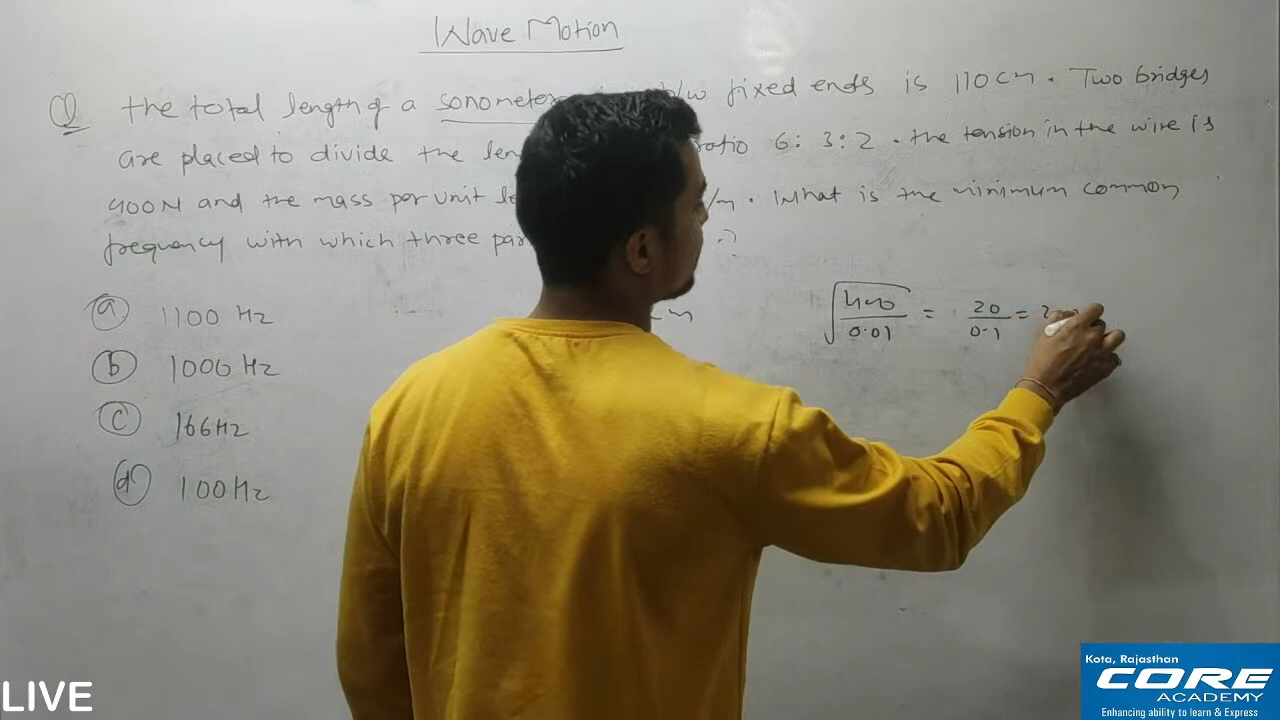 Wave Motion
Q the total length of a sonometer b/w fixed ends is 110 cm. Two bridges
are placed to divide the len ratio 6: 3:2. the tension in the wire is
400 N and the mass per unit le /m. What is the minimum common
frequency with which three par ?
(a) 1100 Hz
(b) 1000 Hz
(c) 166 Hz
(d) 100 Hz
√400/0.01 = 20/0.1 =
LIVE
Kota, Rajasthan
CORE
ACADEMY
Enhancing ability to learn & Express